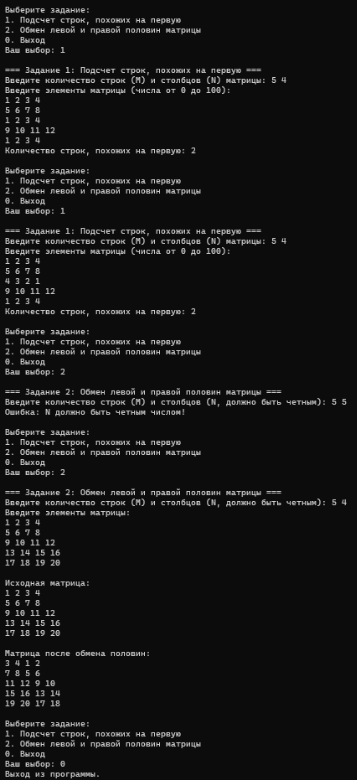 Выберите задание:
1. Подсчет строк, похожих на первую
2. Обмен левой и правой половин матрицы
0. Выход
Ваш выбор: 1

=== Задание 1: Подсчет строк, похожих на первую ===
Введите количество строк (M) и столбцов (N) матрицы: 5 4
Введите элементы матрицы (числа от 0 до 100):
1 2 3 4
5 6 7 8
1 2 3 4
9 10 11 12
1 2 3 4
Количество строк, похожих на первую: 2

Выберите задание:
1. Подсчет строк, похожих на первую
2. Обмен левой и правой половин матрицы
0. Выход
Ваш выбор: 1

=== Задание 1: Подсчет строк, похожих на первую ===
Введите количество строк (M) и столбцов (N) матрицы: 5 4
Введите элементы матрицы (числа от 0 до 100):
1 2 3 4
5 6 7 8
4 3 2 1
9 10 11 12
1 2 3 4
Количество строк, похожих на первую: 2

Выберите задание:
1. Подсчет строк, похожих на первую
2. Обмен левой и правой половин матрицы
0. Выход
Ваш выбор: 2

=== Задание 2: Обмен левой и правой половин матрицы ===
Введите количество строк (M) и столбцов (N, должно быть четным): 5 5
Ошибка: N должно быть четным числом!

Выберите задание:
1. Подсчет строк, похожих на первую
2. Обмен левой и правой половин матрицы
0. Выход
Ваш выбор: 2

=== Задание 2: Обмен левой и правой половин матрицы ===
Введите количество строк (M) и столбцов (N, должно быть четным): 5 4
Введите элементы матрицы:
1 2 3 4
5 6 7 8
9 10 11 12
13 14 15 16
17 18 19 20

Исходная матрица:
1 2 3 4
5 6 7 8
9 10 11 12
13 14 15 16
17 18 19 20

Матрица после обмена половин:
3 4 1 2
7 8 5 6
11 12 9 10
15 16 13 14
19 20 17 18

Выберите задание:
1. Подсчет строк, похожих на первую
2. Обмен левой и правой половин матрицы
0. Выход
Ваш выбор: 0
Выход из программы.